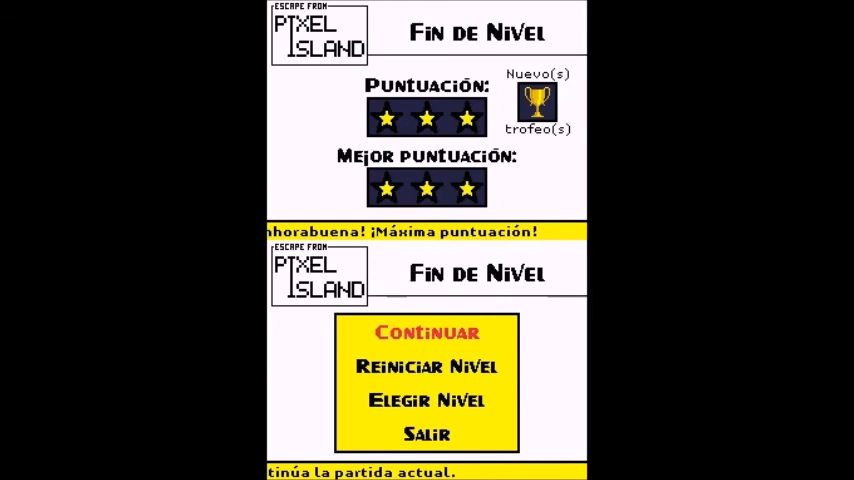 ESCAPE FROM
PIXEL
ISLAND
FIN DE NIVEL
PUNTUACIÓN:
Nuevo(s)
trofeo(s)
MEJOR PUNTUACIÓN:
nhorabuena! ¡Máxima puntuación!
ESCAPE FROM
PIXEL
ISLAND
FIN DE NIVEL
CONTINUAR
REINICIAR NIVEL
ELEGIR NIVEL
SALIR
tinúa la partida actual.